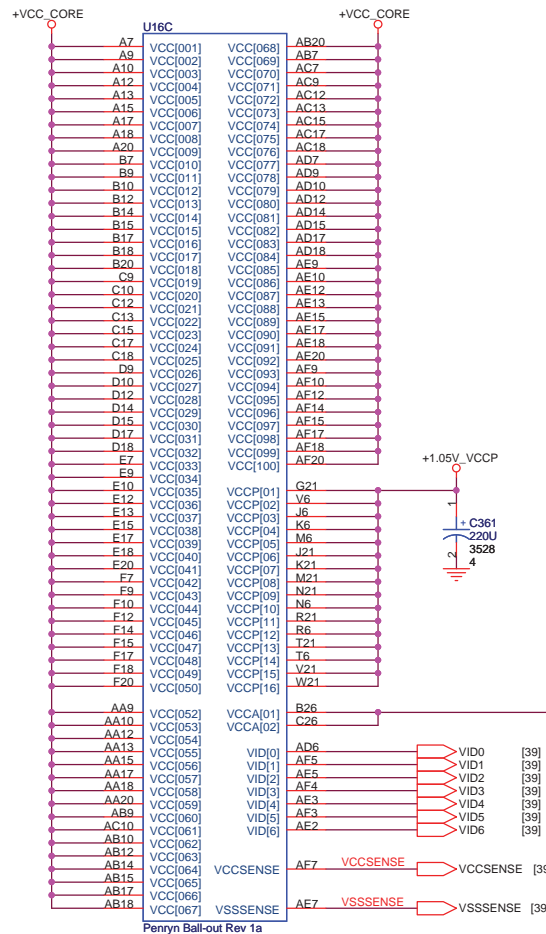 +VCC_CORE +VCC_CORE
U16C
A7 VCC[001] VCC[068] AB20
A9 VCC[002] VCC[069] AB7
A10 VCC[003] VCC[070] AC7
A12 VCC[004] VCC[071] AC9
A13 VCC[005] VCC[072] AC12
A15 VCC[006] VCC[073] AC13
A17 VCC[007] VCC[074] AC15
A18 VCC[008] VCC[075] AC17
A20 VCC[009] VCC[076] AC18
B7 VCC[010] VCC[077] AD7
B9 VCC[011] VCC[078] AD9
B10 VCC[012] VCC[079] AD10
B12 VCC[013] VCC[080] AD12
B14 VCC[014] VCC[081] AD14
B15 VCC[015] VCC[082] AD15
B17 VCC[016] VCC[083] AD17
B18 VCC[017] VCC[084] AD18
B20 VCC[018] VCC[085] AE9
C9 VCC[019] VCC[086] AE10
C10 VCC[020] VCC[087] AE12
C12 VCC[021] VCC[088] AE13
C13 VCC[022] VCC[089] AE15
C15 VCC[023] VCC[090] AE17
C17 VCC[024] VCC[091] AE18
C18 VCC[025] VCC[092] AE20
D9 VCC[026] VCC[093] AF9
D10 VCC[027] VCC[094] AF10
D12 VCC[028] VCC[095] AF12
D14 VCC[029] VCC[096] AF14
D15 VCC[030] VCC[097] AF15
D17 VCC[031] VCC[098] AF17
D18 VCC[032] VCC[099] AF18
E7 VCC[033] VCC[100] AF20
E9 VCC[034]
E10 VCC[035] VCCP[01] G21
E12 VCC[036] VCCP[02] V6
E13 VCC[037] VCCP[03] J6
E15 VCC[038] VCCP[04] K6
E17 VCC[039] VCCP[05] M6
E18 VCC[040] VCCP[06] J21
E20 VCC[041] VCCP[07] K21
F7 VCC[042] VCCP[08] M21
F9 VCC[043] VCCP[09] N21
F10 VCC[044] VCCP[10] N6
F12 VCC[045] VCCP[11] R21
F14 VCC[046] VCCP[12] R6
F15 VCC[047] VCCP[13] T21
F17 VCC[048] VCCP[14] T6
F18 VCC[049] VCCP[15] V21
F20 VCC[050] VCCP[16] W21
AA9 VCC[052] VCCA[01] B26
AA10 VCC[053] VCCA[02] C26
AA12 VCC[054]
AA13 VCC[055] VID[0] AD6 VID0 [39]
AA15 VCC[056] VID[1] AF5 VID1 [39]
AA17 VCC[057] VID[2] AE5 VID2 [39]
AA18 VCC[058] VID[3] AF4 VID3 [39]
AA20 VCC[059] VID[4] AE3 VID4 [39]
AB9 VCC[060] VID[5] AF3 VID5 [39]
AC10 VCC[061] VID[6] AE2 VID6 [39]
AB10 VCC[062]
AB12 VCC[063]
AB14 VCC[064] VCCSENSE AF7 VCCSENSE VCCSENSE [39
AB15 VCC[065]
AB17 VCC[066]
AB18 VCC[067] VSSSENSE AE7 VSSSENSE VSSSENSE [39
Penryn Ball-out Rev 1a
+1.05V_VCCP
1
+ C361
220U
2 3528
4